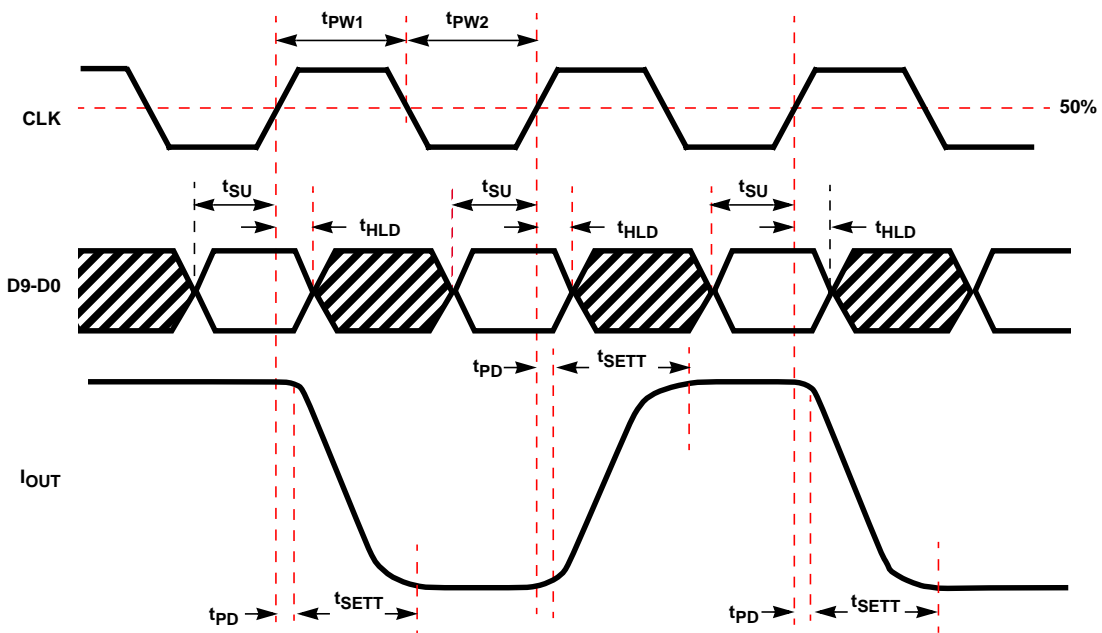 tPW1 tPW2
CLK
50%
tSU tSU tSU
tHLD tHLD tHLD
D9-D0
tPD tSETT
IOUT
tPD tSETT tPD tSETT